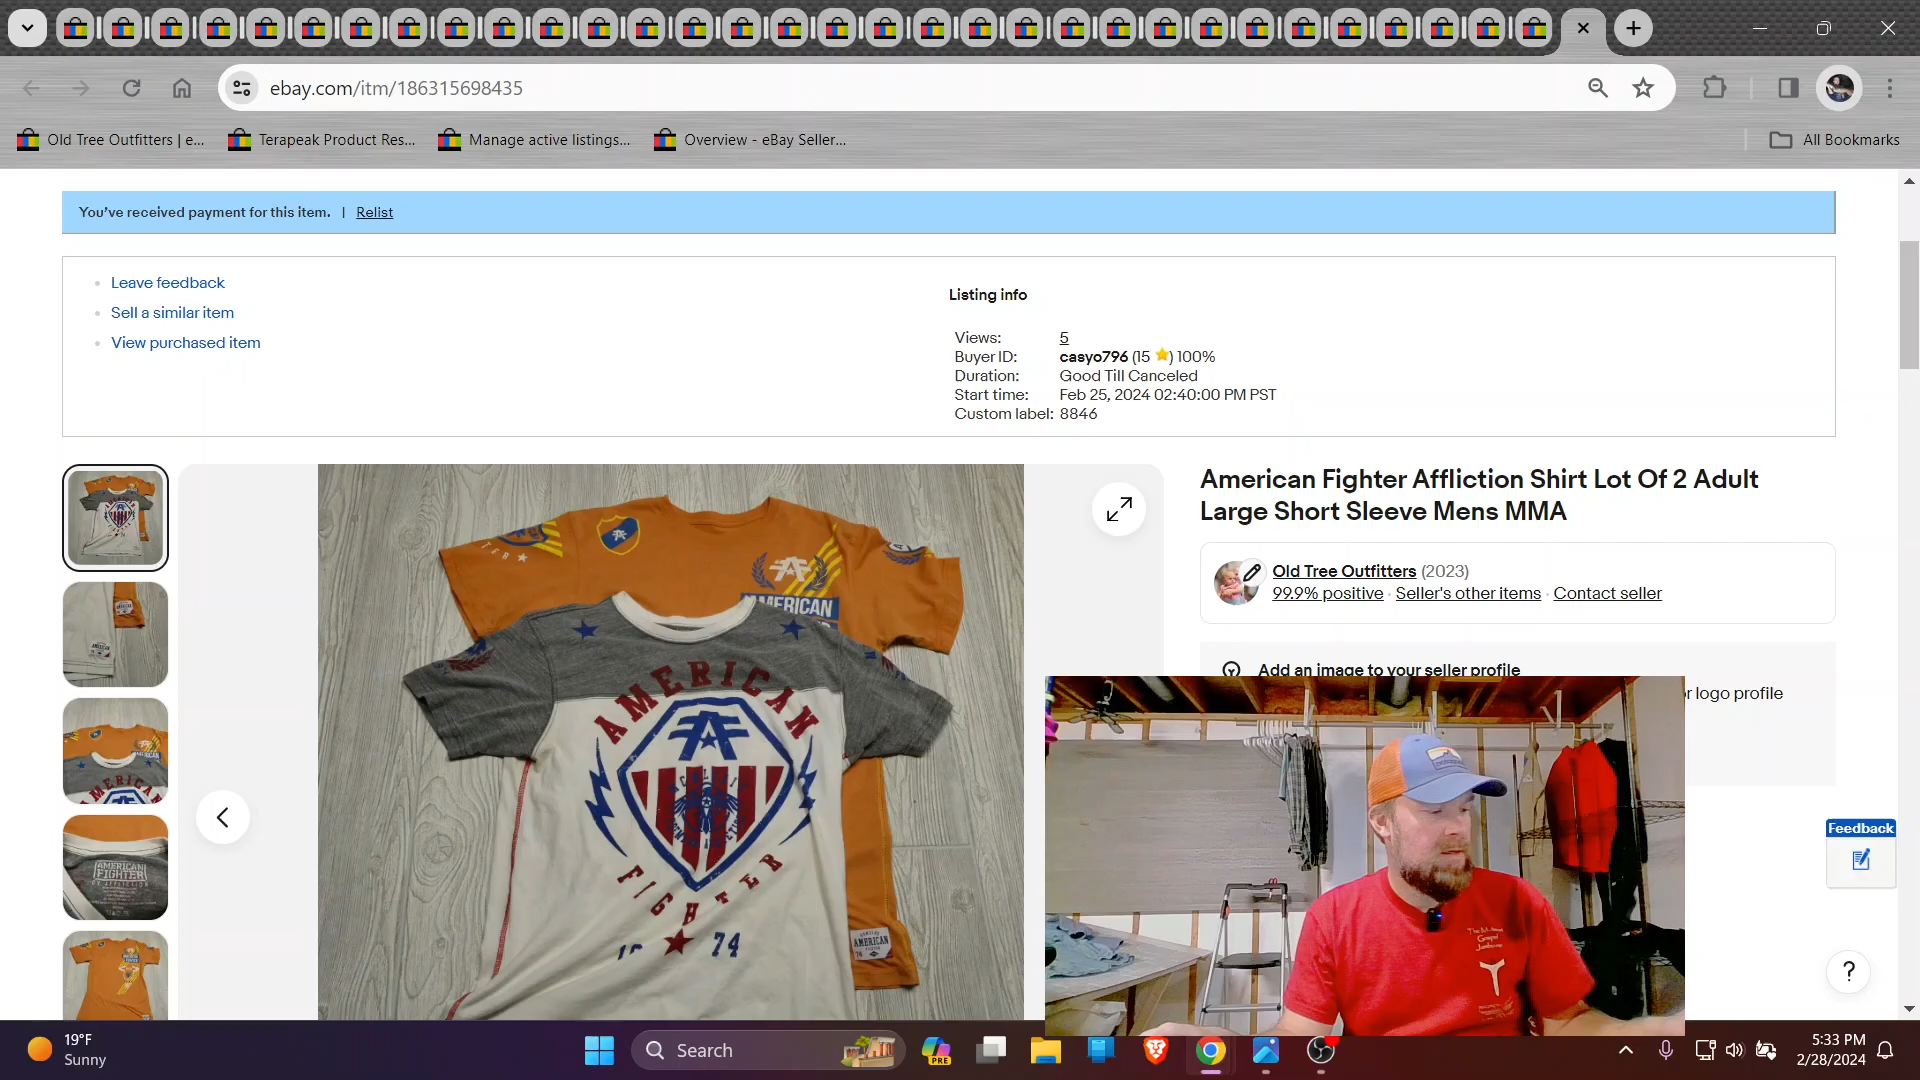 ebay.com/itm/186315698435
Old Tree Outfitters | e...
Terapeak Product Res...
Manage active listings...
Overview - eBay Seller...
All Bookmarks
You've received payment for this item. | Relist
Leave feedback
Sell a similar item
View purchased item
Listing info
Views: 5
Buyer ID: casyo796 (15 ) 100%
Duration: Good Till Canceled
Start time: Feb 25, 2024 02:40:00 PM PST
Custom label: 8846
American Fighter Affliction Shirt Lot Of 2 Adult
Large Short Sleeve Mens MMA
Old Tree Outfitters (2023)
99.9% positive · Seller's other items · Contact seller
Add an image to your seller profile
r logo profile
AMERICAN
AMERICAN
FIGHTER
74
AMERICAN
AMERICAN
FIGHTER
Feedback
?
19°F
Sunny
Search
PRE
5:33 PM
2/28/2024